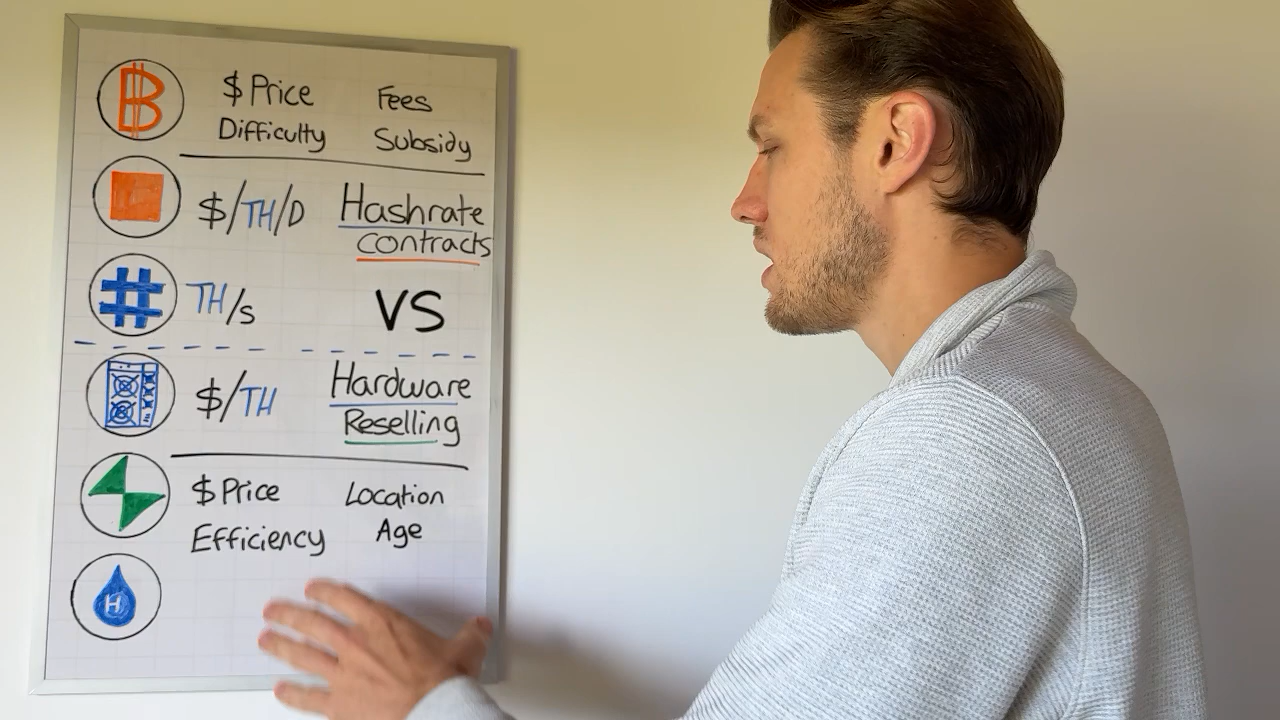 ₿
$ Price Fees
Difficulty Subsidy
$/TH/D Hashrate
contracts
#
TH/s VS
$/TH Hardware
Reselling
$ Price Location
Efficiency Age
H